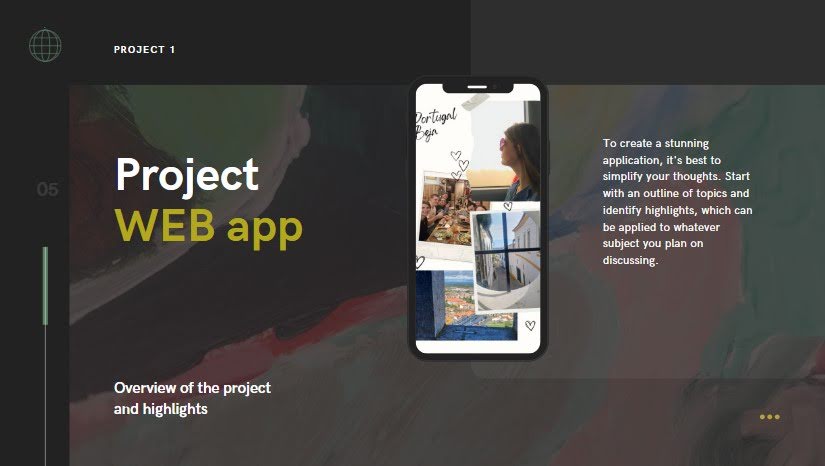 PROJECT 1
05
Project
WEB app
Portugal
Beja
To create a stunning
application, it's best to
simplify your thoughts. Start
with an outline of topics and
identify highlights, which can
be applied to whatever
subject you plan on
discussing.
Overview of the project
and highlights